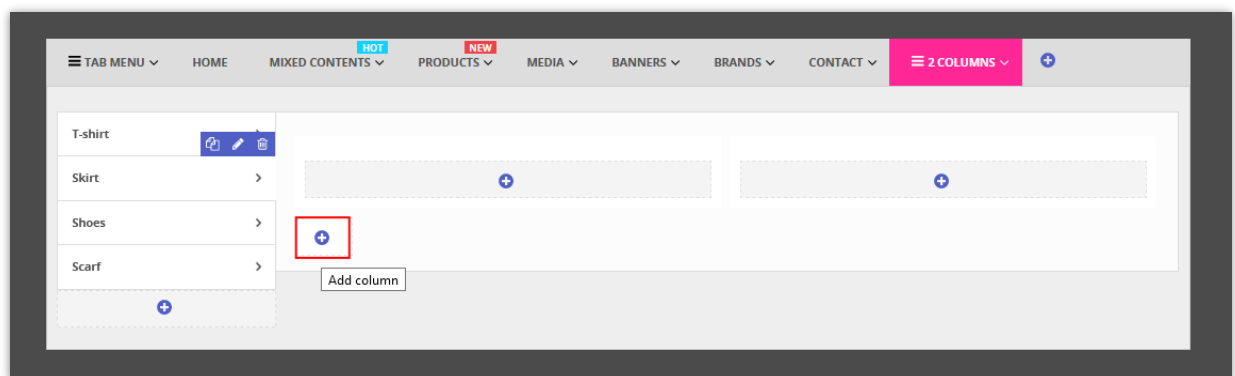 HOT NEW
TAB MENU HOME MIXED CONTENTS PRODUCTS MEDIA BANNERS BRANDS CONTACT 2 COLUMNS
T-shirt
Skirt
Shoes
Scarf
Add column